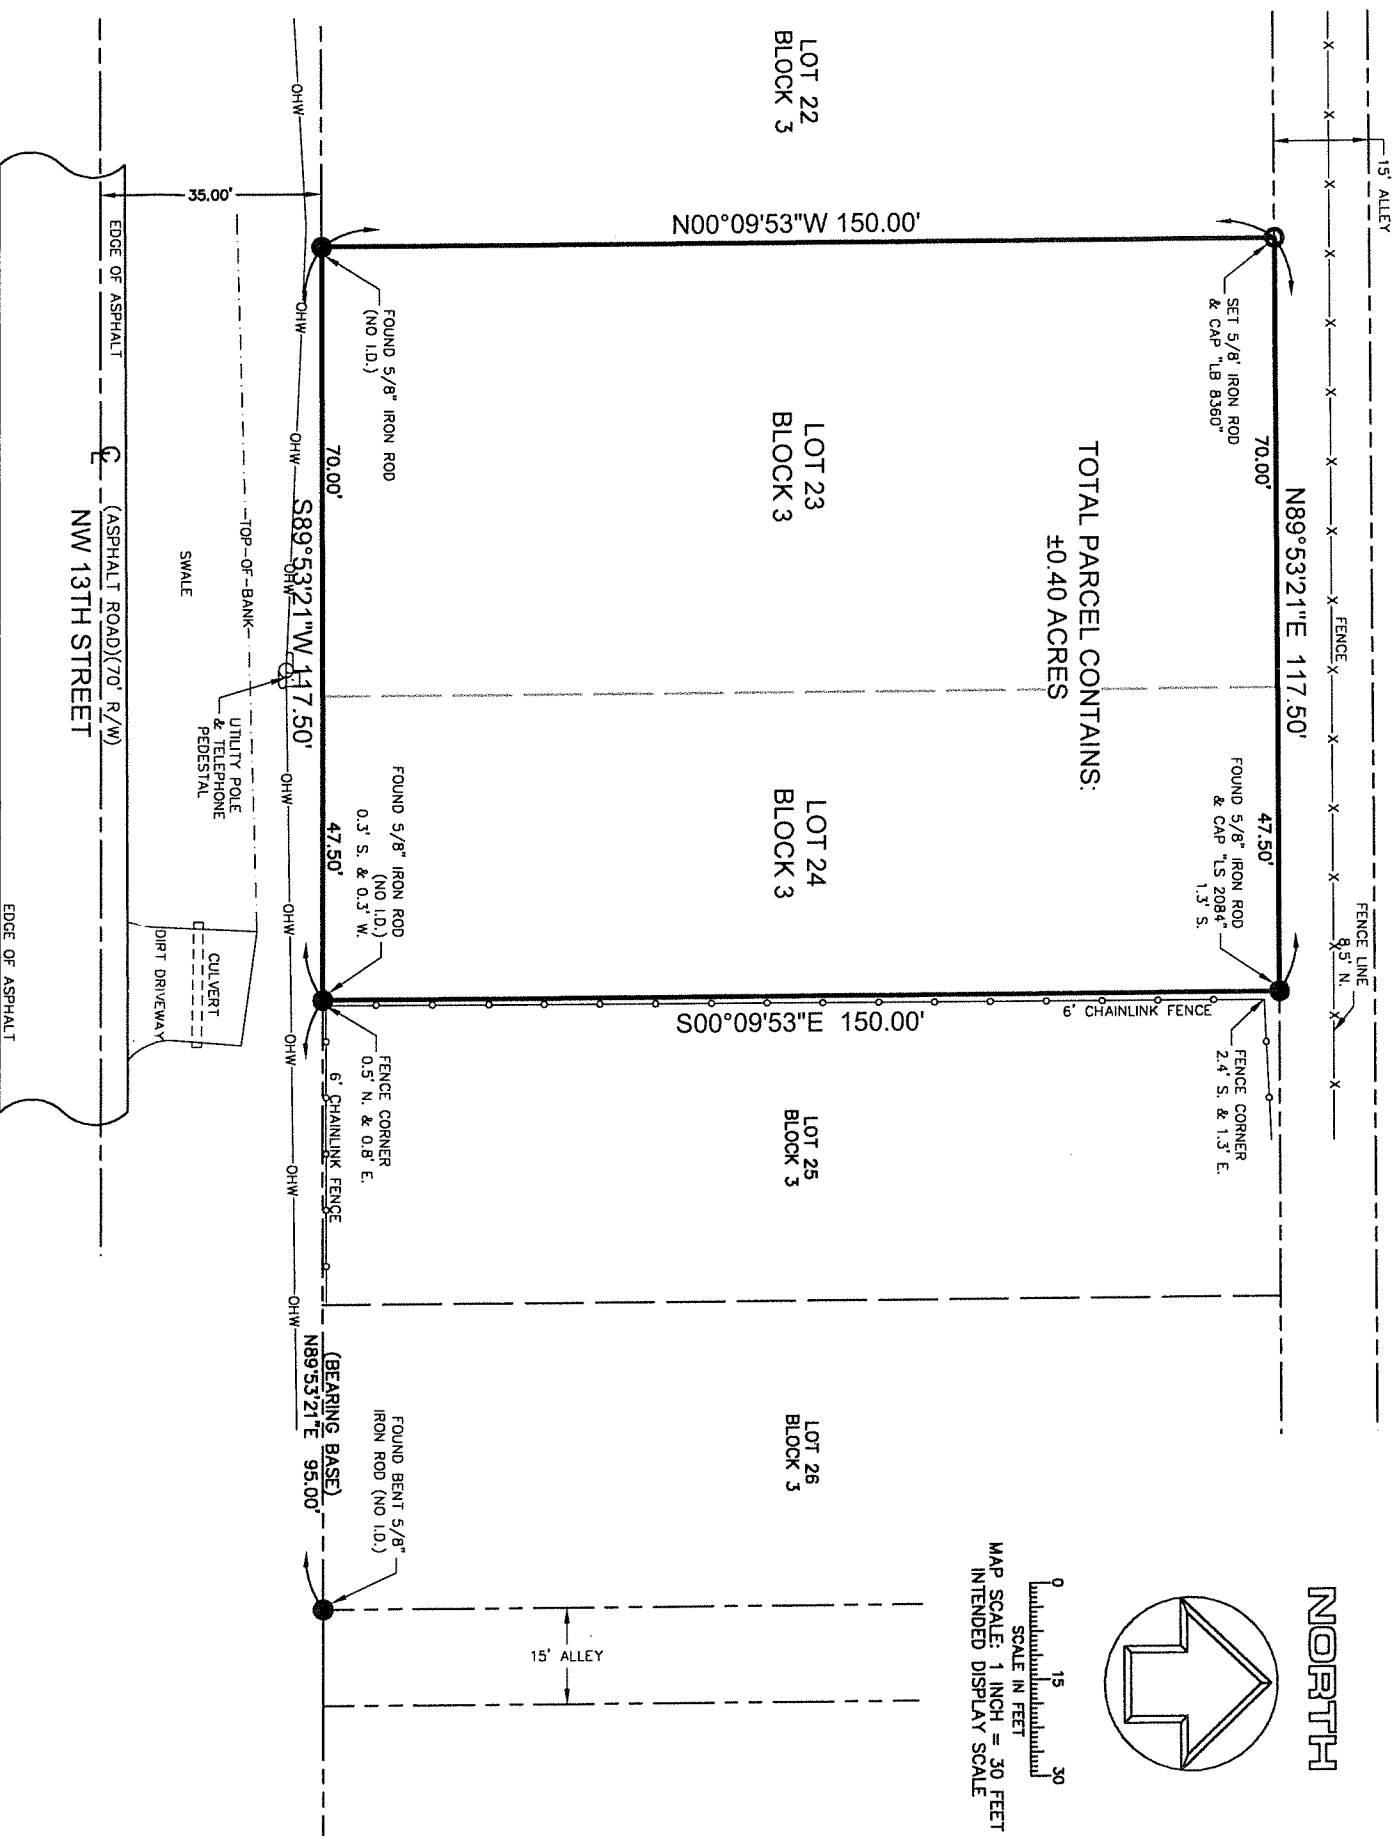 15' ALLEY
FENCE
FENCE LINE
8.5' N.
N89°53'21"E 117.50'
70.00'
47.50'
SET 5/8' IRON ROD
& CAP "LB 8360"
FOUND 5/8" IRON ROD
& CAP "LS 2084"
1.3' S.
FENCE CORNER
2.4' S. & 1.3' E.
6' CHAINLINK FENCE
TOTAL PARCEL CONTAINS:
±0.40 ACRES
N00°09'53"W 150.00'
S00°09'53"E 150.00'
LOT 22
BLOCK 3
LOT 23
BLOCK 3
LOT 24
BLOCK 3
LOT 25
BLOCK 3
LOT 26
BLOCK 3
NORTH
0 15 30
SCALE IN FEET
MAP SCALE: 1 INCH = 30 FEET
INTENDED DISPLAY SCALE
15' ALLEY
FOUND 5/8" IRON ROD
(NO I.D.)
FOUND 5/8" IRON ROD
(NO I.D.)
0.3' S. & 0.3' W.
FENCE CORNER
0.5' N. & 0.8' E.
6' CHAINLINK FENCE
FOUND BENT 5/8"
IRON ROD (NO I.D.)
70.00'
47.50'
S89°53'21"W 117.50'
(BEARING BASE)
N89°53'21"E 95.00'
OHW
OHW
OHW
OHW
OHW
OHW
OHW
OHW
OHW
35.00'
TOP-OF-BANK
UTILITY POLE
& TELEPHONE
PEDESTAL
SWALE
CULVERT
DIRT DRIVEWAY
EDGE OF ASPHALT
(ASPHALT ROAD)(70' R/W)
NW 13TH STREET
EDGE OF ASPHALT